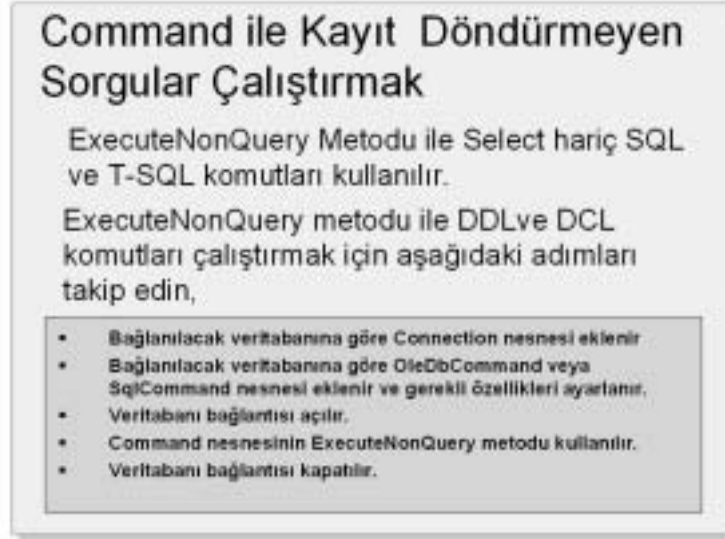 Command ile Kayıt Döndürmeyen
Sorgular Çalıştırmak
ExecuteNonQuery Metodu ile Select hariç SQL
ve T-SQL komutları kullanılır.
ExecuteNonQuery metodu ile DDLve DCL
komutları çalıştırmak için aşağıdaki adımları
takip edin,
• Bağlanılacak veritabanına göre Connection nesnesi eklenir
• Bağlanılacak veritabanına göre OleDbCommand veya
SqlCommand nesnesi eklenir ve gerekli özellikleri ayarlanır.
• Veritabanı bağlantısı açılır.
• Command nesnesinin ExecuteNonQuery metodu kullanılır.
• Veritabanı bağlantısı kapatılır.